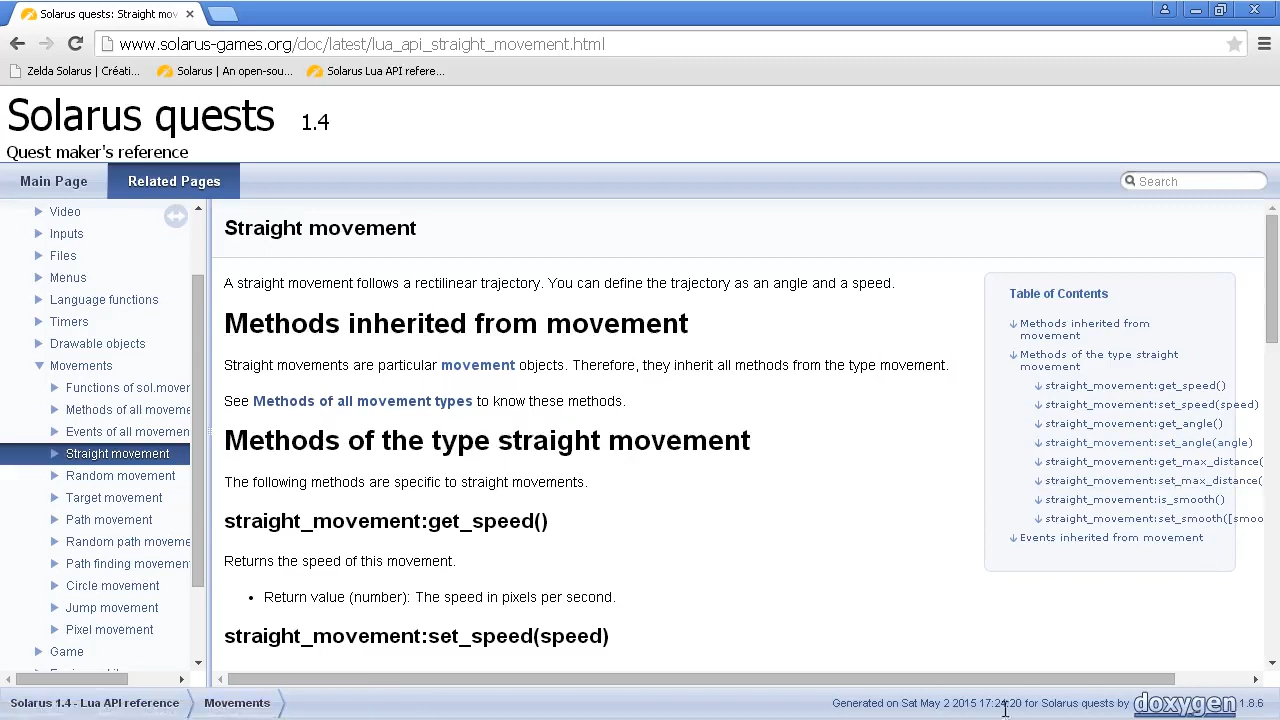 Solarus quests: Straight mov
www.solarus-games.org/doc/latest/lua_api_straight_movement.html
Zelda Solarus | Créati...
Solarus | An open-sou...
Solarus Lua API refere...
Solarus quests 1.4
Quest maker's reference
Main Page
Related Pages
Search
Video
Inputs
Files
Menus
Language functions
Timers
Drawable objects
Movements
Functions of sol.mover
Methods of all moveme
Events of all movemen
Straight movement
Random movement
Target movement
Path movement
Random path moveme
Path finding movemen
Circle movement
Jump movement
Pixel movement
Game
Straight movement
A straight movement follows a rectilinear trajectory. You can define the trajectory as an angle and a speed.
Methods inherited from movement
Straight movements are particular movement objects. Therefore, they inherit all methods from the type movement.
See Methods of all movement types to know these methods.
Methods of the type straight movement
The following methods are specific to straight movements.
straight_movement:get_speed()
Returns the speed of this movement.
• Return value (number): The speed in pixels per second.
straight_movement:set_speed(speed)
Table of Contents
↓ Methods inherited from
movement
↓ Methods of the type straight
movement
↓ straight_movement:get_speed()
↓ straight_movement:set_speed(speed)
↓ straight_movement:get_angle()
↓ straight_movement:set_angle(angle)
↓ straight_movement:get_max_distance(
↓ straight_movement:set_max_distance(
↓ straight_movement:is_smooth()
↓ straight_movement:set_smooth([smoo
↓ Events inherited from movement
Solarus 1.4 - Lua API reference
Movements
Generated on Sat May 2 2015 17:24:20 for Solarus quests by doxygen 1.8.6